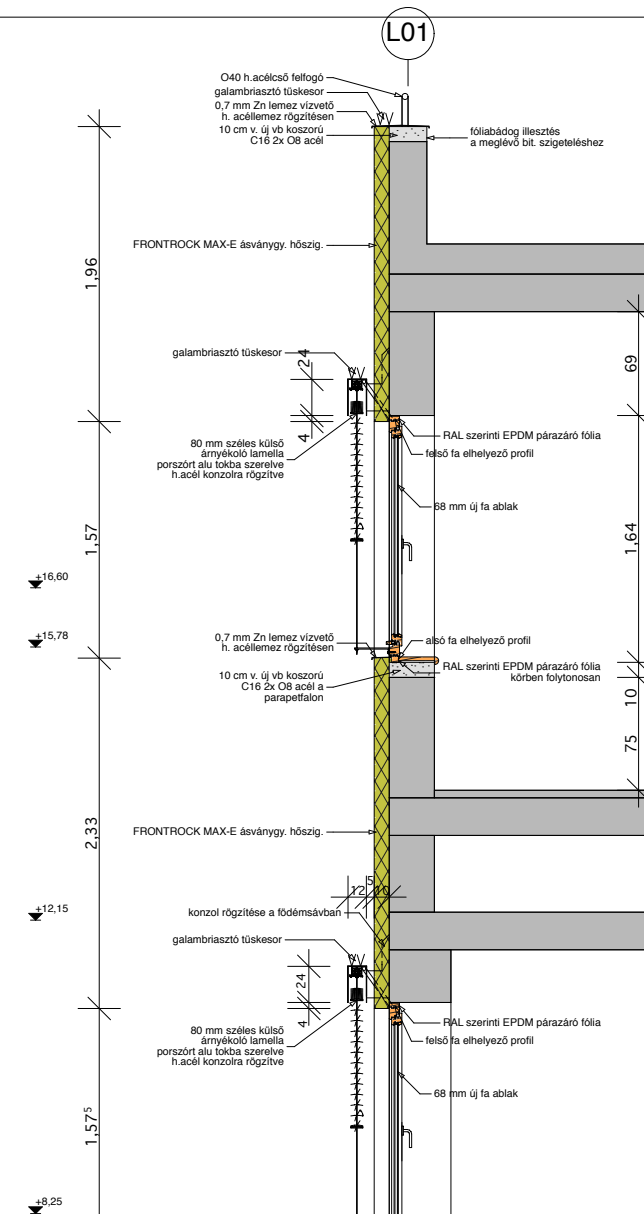 L01
O40 h.acélcső felfogó
galambriasztó tüskesor
0,7 mm Zn lemez vízvető
h. acéllemez rögzítésen
10 cm v. új vb koszorú
C16 2x O8 acél
fóliabádog illesztés
a meglévő bit. szigeteléshez
1,96
FRONTROCK MAX-E ásványgy. hőszig.
galambriasztó tüskesor
24
69
4
80 mm széles külső
árnyékoló lamella
porszórt alu tokba szerelve
h.acél konzolra rögzítve
RAL szerinti EPDM párazáró fólia
felső fa elhelyező profil
68 mm új fa ablak
1,57
1,64
+16,60
+15,78
0,7 mm Zn lemez vízvető
h. acéllemez rögzítésen
alsó fa elhelyező profil
10 cm v. új vb koszorú
C16 2x O8 acél a
parapetfalon
RAL szerinti EPDM párazáró fólia
körben folytonosan
10
75
2,33
FRONTROCK MAX-E ásványgy. hőszig.
12
5
10
+12,15
konzol rögzítése a födémsávban
galambriasztó tüskesor
24
4
80 mm széles külső
árnyékoló lamella
porszórt alu tokba szerelve
h.acél konzolra rögzítve
RAL szerinti EPDM párazáró fólia
felső fa elhelyező profil
68 mm új fa ablak
1,57⁵
+8,25